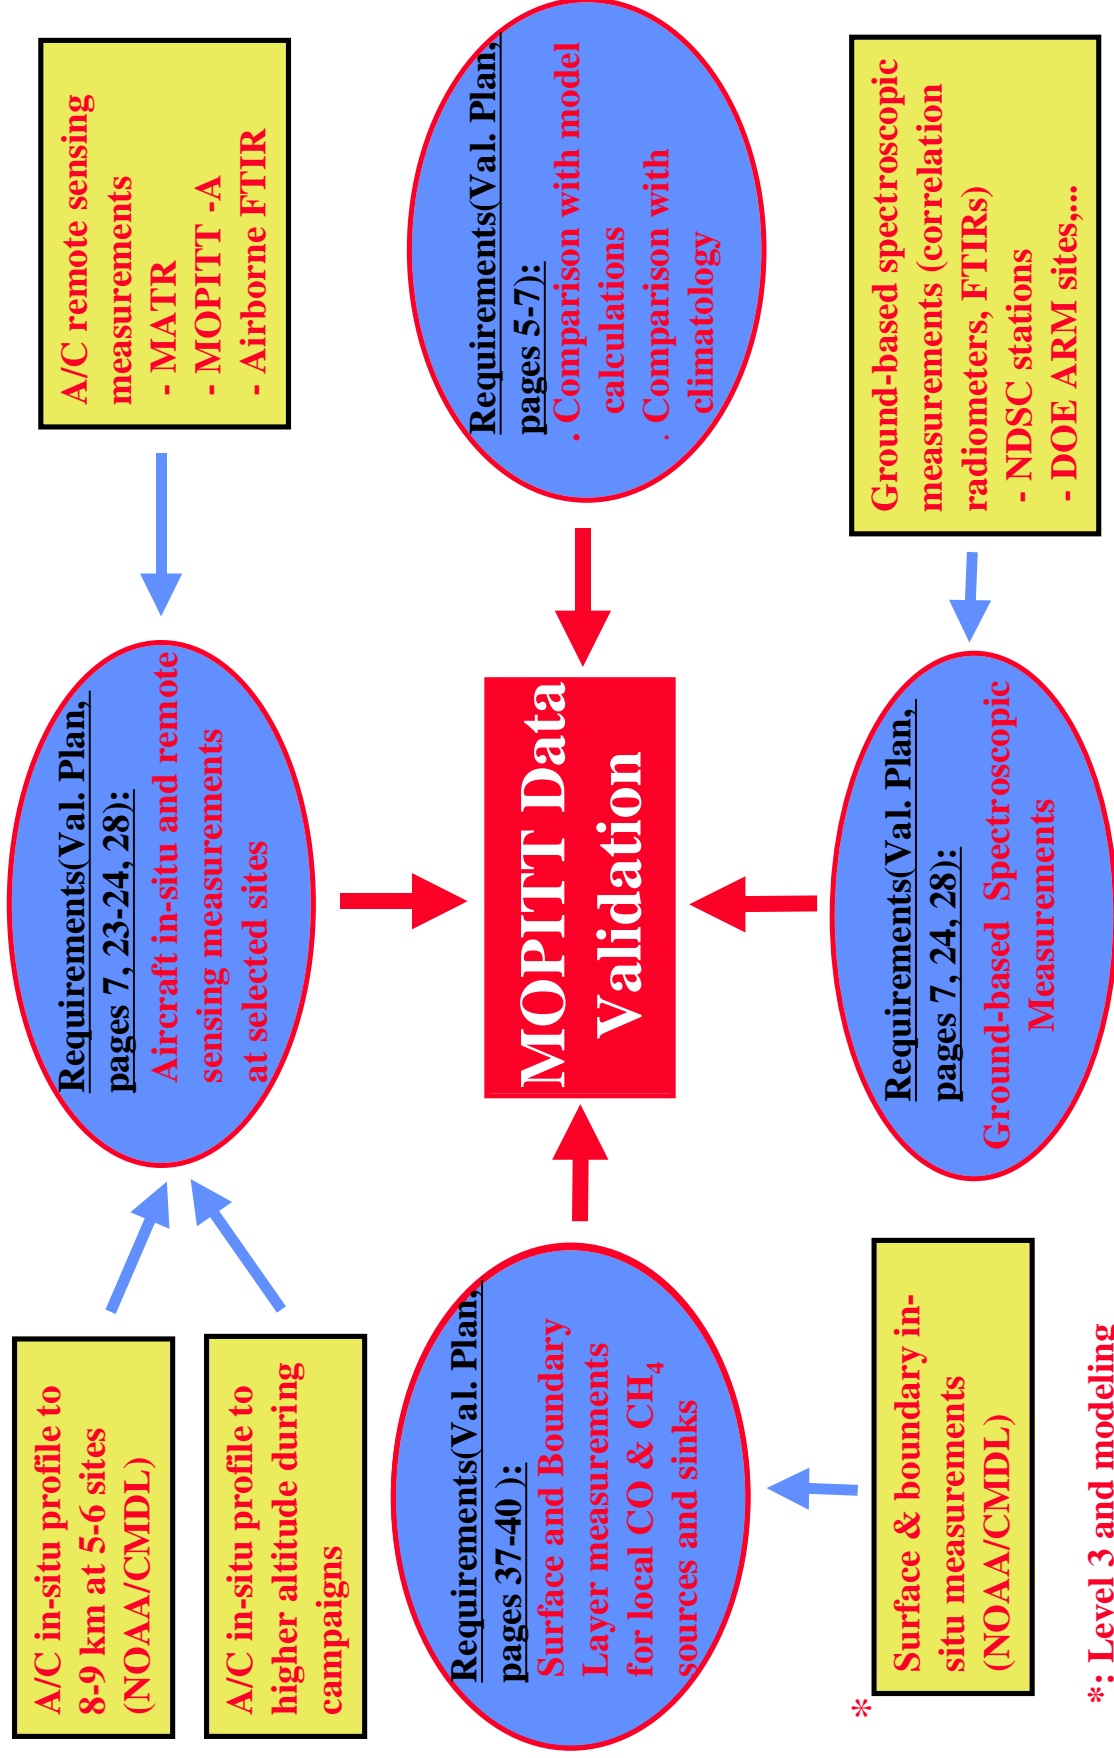 A/C in-situ profile to
8-9 km at 5-6 sites
(NOAA/CMDL)
A/C in-situ profile to
higher altitude during
campaigns
Requirements(Val. Plan,
pages 7, 23-24, 28):
Aircraft in-situ and remote
sensing measurements
at selected sites
A/C remote sensing
measurements
- MATR
- MOPITT -A
- Airborne FTIR
Requirements(Val. Plan,
pages 37-40 ):
Surface and Boundary
Layer measurements
for local CO & CH4
sources and sinks
MOPITT Data
Validation
Requirements(Val. Plan,
pages 5-7):
. Comparison with model
calculations
. Comparison with
climatology
*
Surface & boundary in-
situ measurements
(NOAA/CMDL)
Requirements(Val. Plan,
pages 7, 24, 28):
Ground-based Spectroscopic
Measurements
Ground-based spectroscopic
measurements (correlation
radiometers, FTIRs)
- NDSC stations
- DOE ARM sites,...
*: Level 3 and modeling